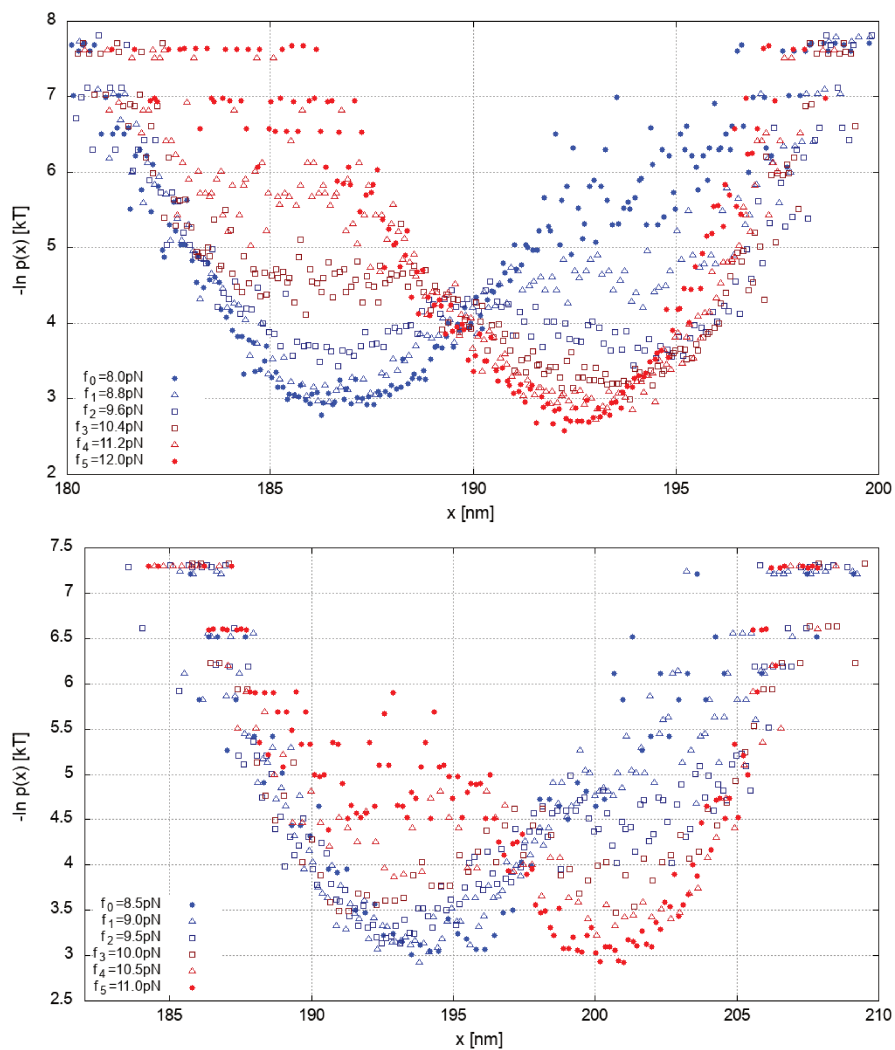 8
7
6
5
4
3
2
-ln p(x) [kT]
f0=8.0pN
f1=8.8pN
f2=9.6pN
f3=10.4pN
f4=11.2pN
f5=12.0pN
180 185 190 195 200
x [nm]
7.5
7
6.5
6
5.5
5
4.5
4
3.5
3
2.5
-ln p(x) [kT]
f0=8.5pN
f1=9.0pN
f2=9.5pN
f3=10.0pN
f4=10.5pN
f5=11.0pN
185 190 195 200 205 210
x [nm]